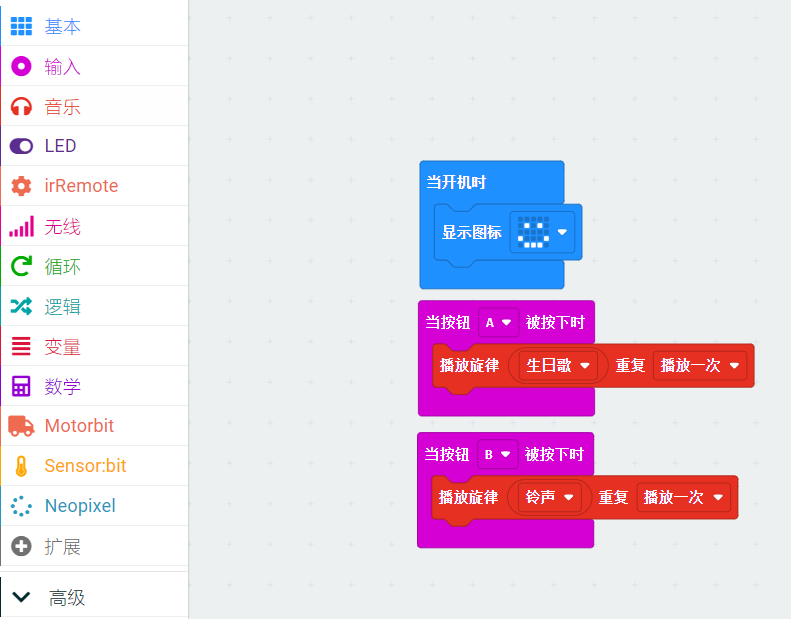 基本
输入
音乐
LED
irRemote
无线
循环
逻辑
变量
数学
Motorbit
Sensor:bit
Neopixel
扩展
高级
当开机时
显示图标
当按钮 A 被按下时
播放旋律 生日歌 重复 播放一次
当按钮 B 被按下时
播放旋律 铃声 重复 播放一次